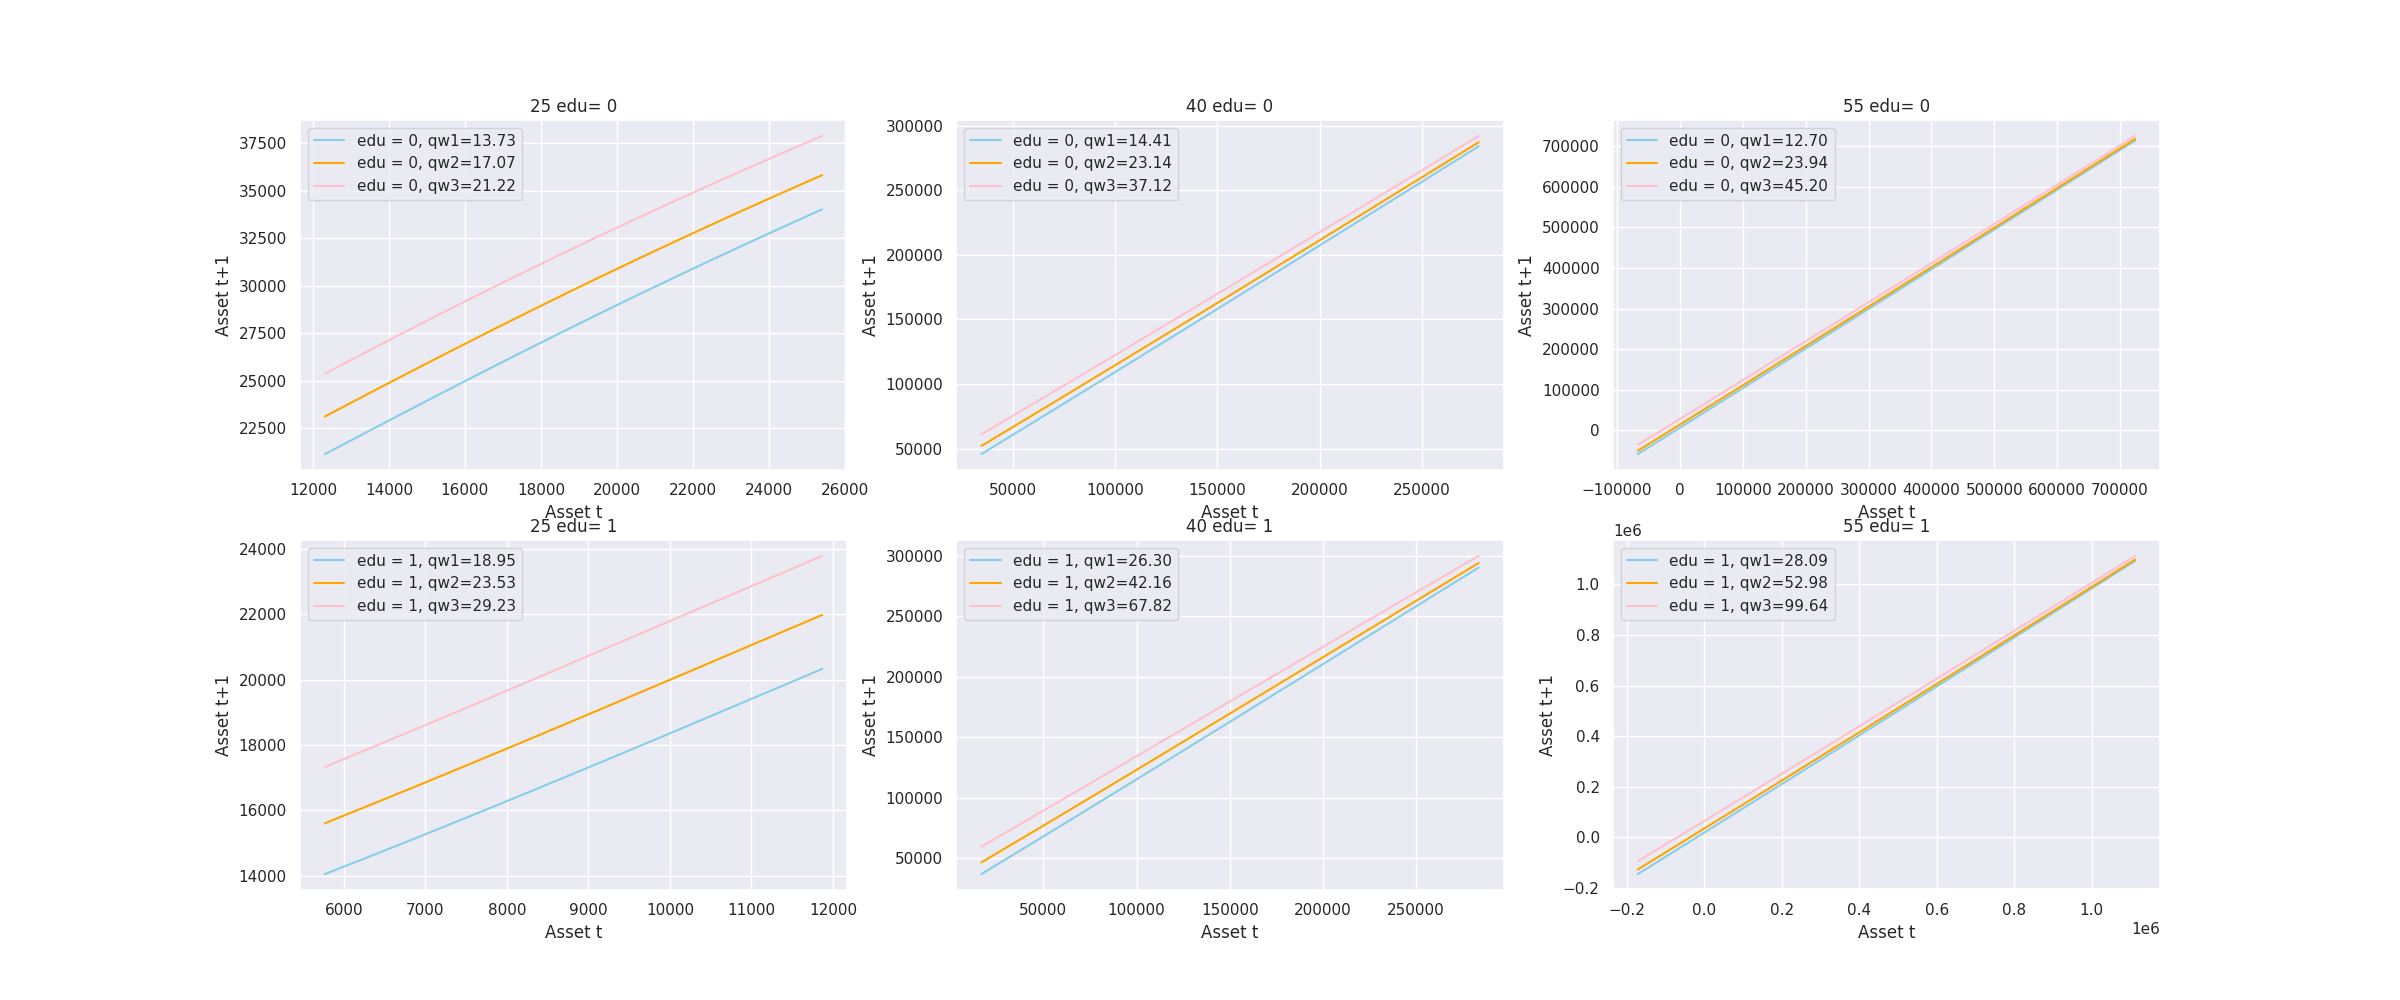 25 edu= 0
edu = 0, qw1=13.73
edu = 0, qw2=17.07
edu = 0, qw3=21.22
37500
35000
32500
30000
27500
25000
22500
Asset t+1
12000 14000 16000 18000 20000 22000 24000 26000
Asset t
40 edu= 0
edu = 0, qw1=14.41
edu = 0, qw2=23.14
edu = 0, qw3=37.12
300000
250000
200000
150000
100000
50000
Asset t+1
50000 100000 150000 200000 250000
Asset t
55 edu= 0
edu = 0, qw1=12.70
edu = 0, qw2=23.94
edu = 0, qw3=45.20
700000
600000
500000
400000
300000
200000
100000
0
Asset t+1
−100000 0 100000 200000 300000 400000 500000 600000 700000
Asset t
25 edu= 1
edu = 1, qw1=18.95
edu = 1, qw2=23.53
edu = 1, qw3=29.23
24000
22000
20000
18000
16000
14000
Asset t+1
6000 7000 8000 9000 10000 11000 12000
Asset t
40 edu= 1
edu = 1, qw1=26.30
edu = 1, qw2=42.16
edu = 1, qw3=67.82
300000
250000
200000
150000
100000
50000
Asset t+1
50000 100000 150000 200000 250000
Asset t
55 edu= 1
1e6
edu = 1, qw1=28.09
edu = 1, qw2=52.98
edu = 1, qw3=99.64
1.0
0.8
0.6
0.4
0.2
0.0
−0.2
Asset t+1
−0.2 0.0 0.2 0.4 0.6 0.8 1.0
1e6
Asset t